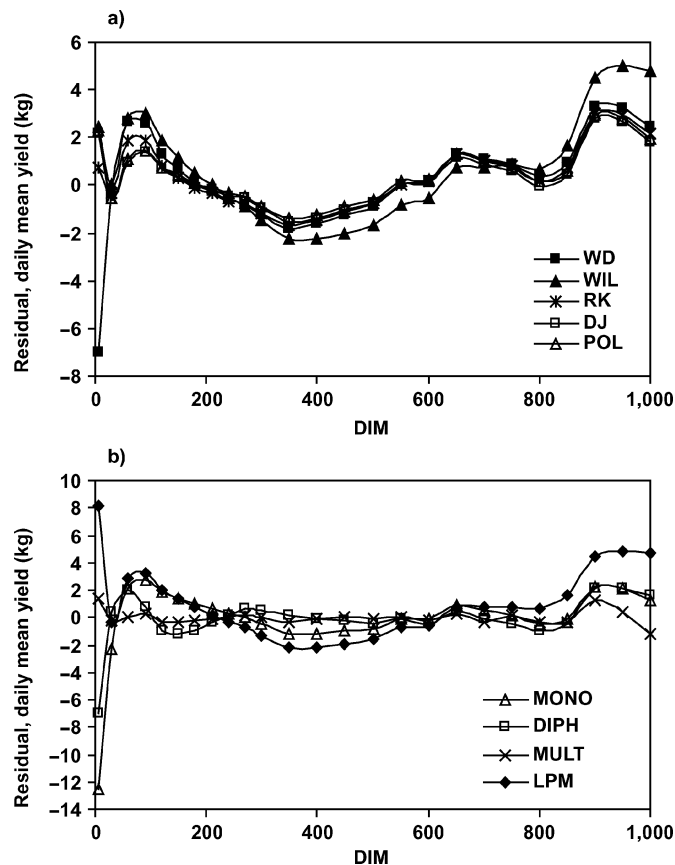 a)
6
4
2
0
−2
−4
−6
−8
Residual, daily mean yield (kg)
WD
WIL
RK
DJ
POL
0 200 400 600 800 1,000
DIM
b)
10
8
6
4
2
0
−2
−4
−6
−8
−10
−12
−14
Residual, daily mean yield (kg)
MONO
DIPH
MULT
LPM
0 200 400 600 800 1,000
DIM